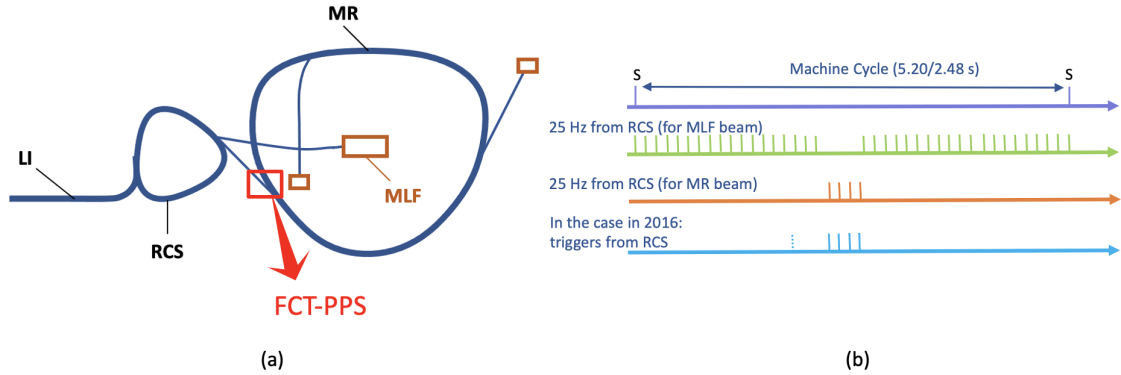 MR
LI
RCS
MLF
FCT-PPS
(a)
S
Machine Cycle (5.20/2.48 s)
S
25 Hz from RCS (for MLF beam)
25 Hz from RCS (for MR beam)
In the case in 2016:
triggers from RCS
(b)